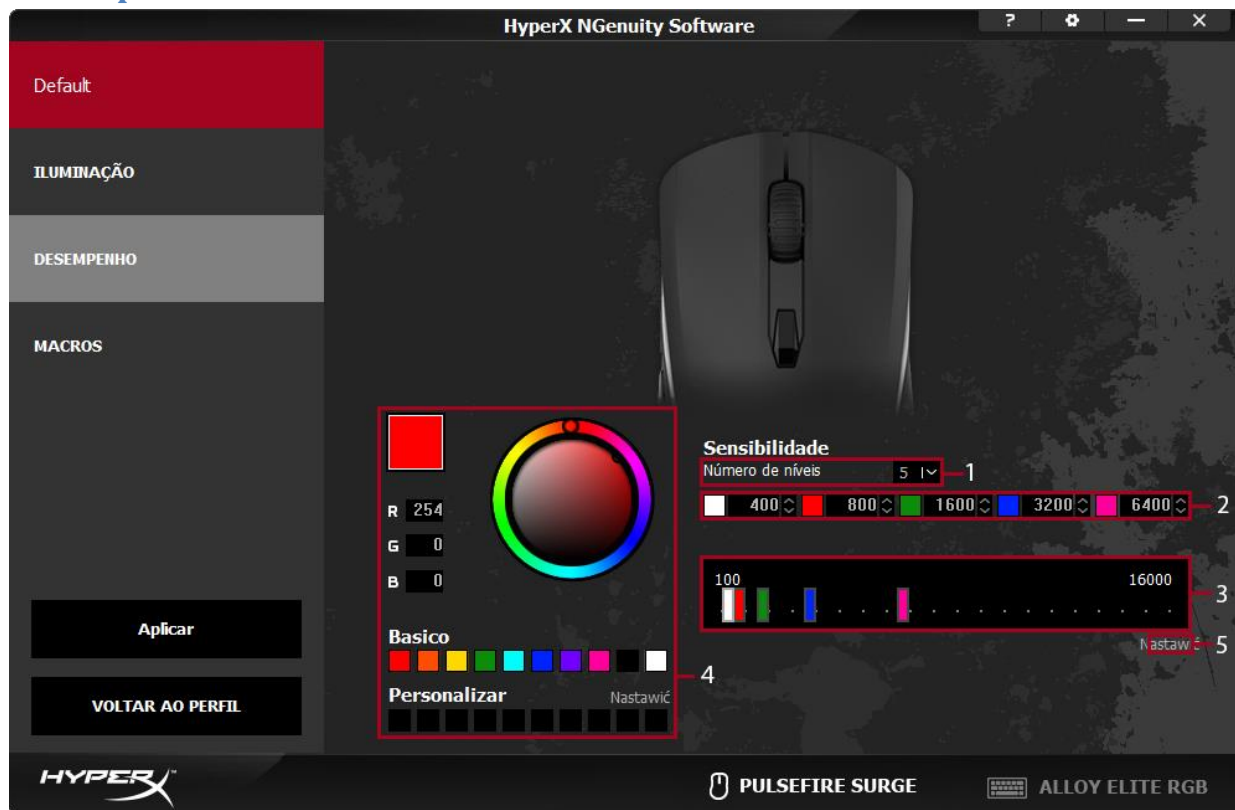 HyperX NGenuity Software
?
Default
ILUMINAÇÃO
DESEMPENHO
MACROS
Aplicar
VOLTAR AO PERFIL
R 254
G 0
B 0
Basico
Personalizar Nastawić
4
Sensibilidade
Número de níveis 5 1
400 800 1600 3200 6400 2
100 16000
3
Nastawić 5
HYPERX
PULSEFIRE SURGE
ALLOY ELITE RGB